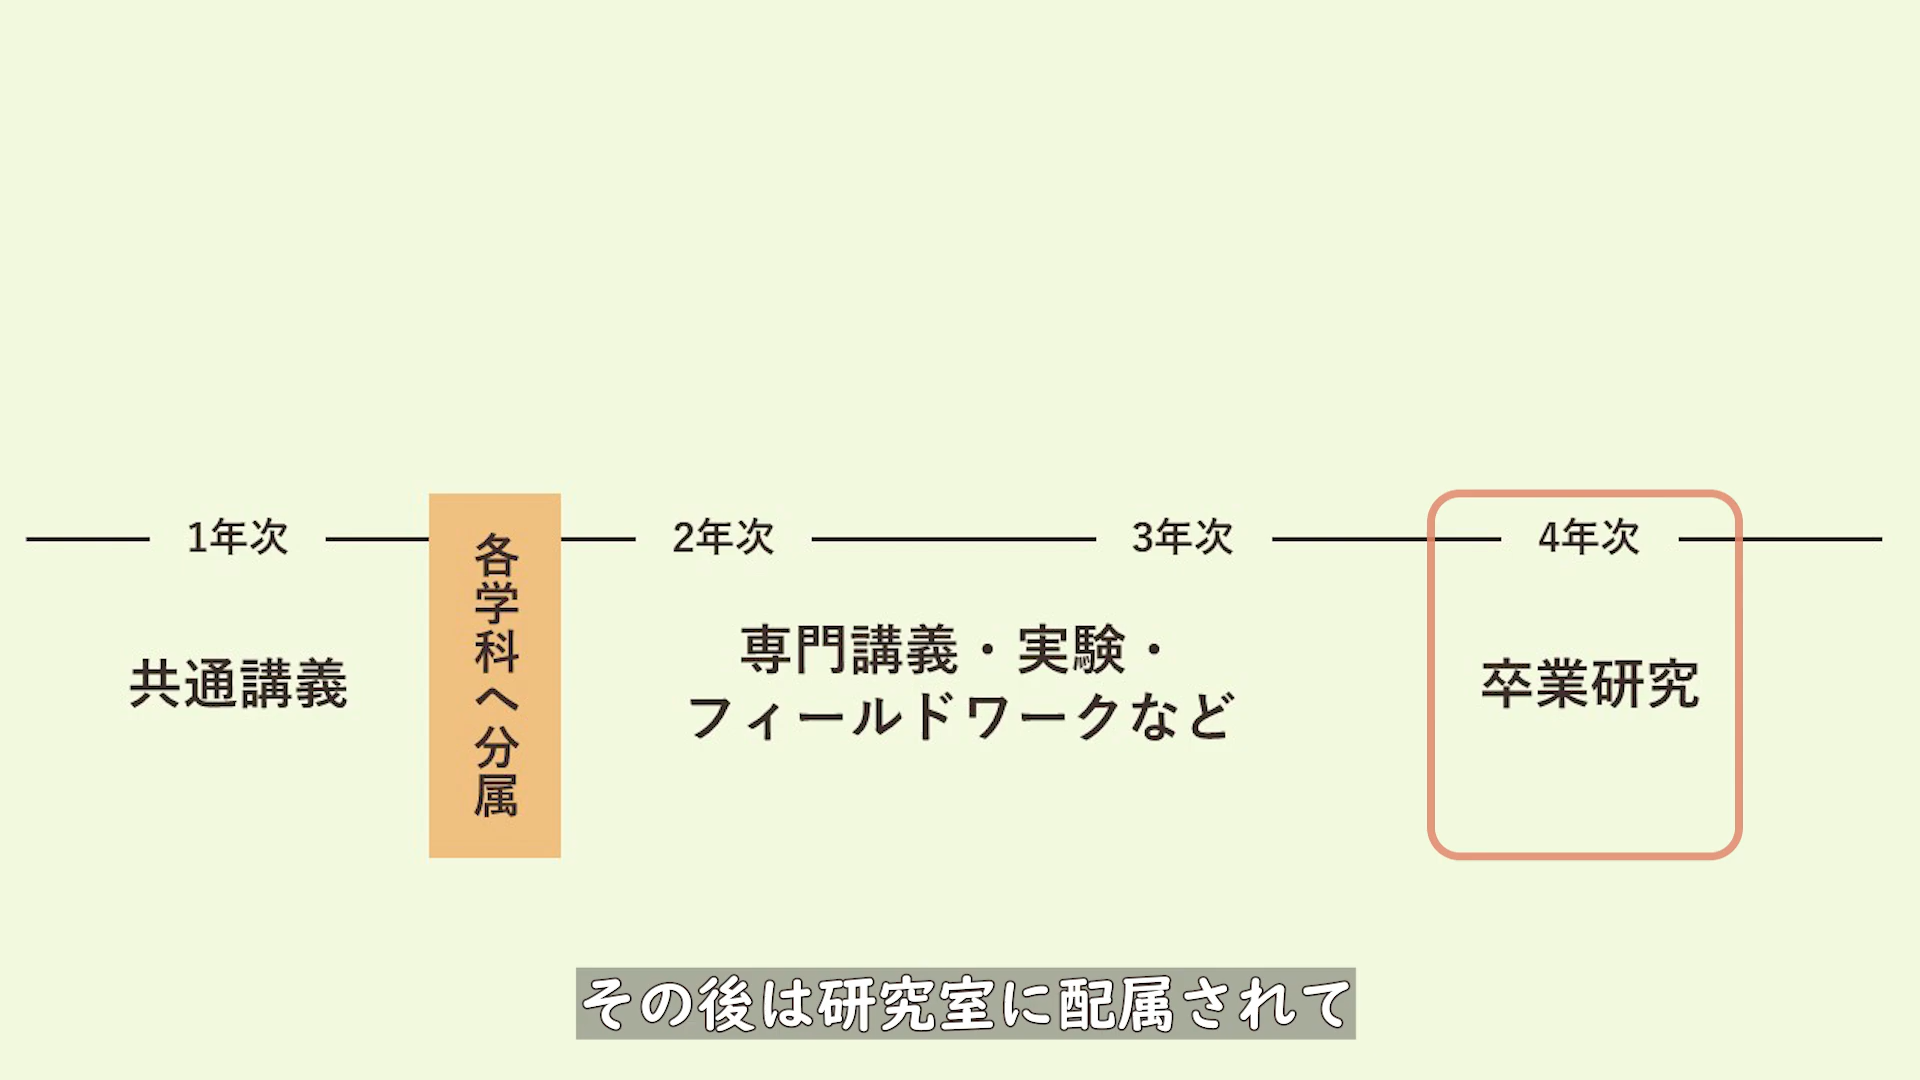 1年次
各学科へ分属
2年次
3年次
4年次
共通講義
専門講義・実験・
フィールドワークなど
卒業研究
その後は研究室に配属されて